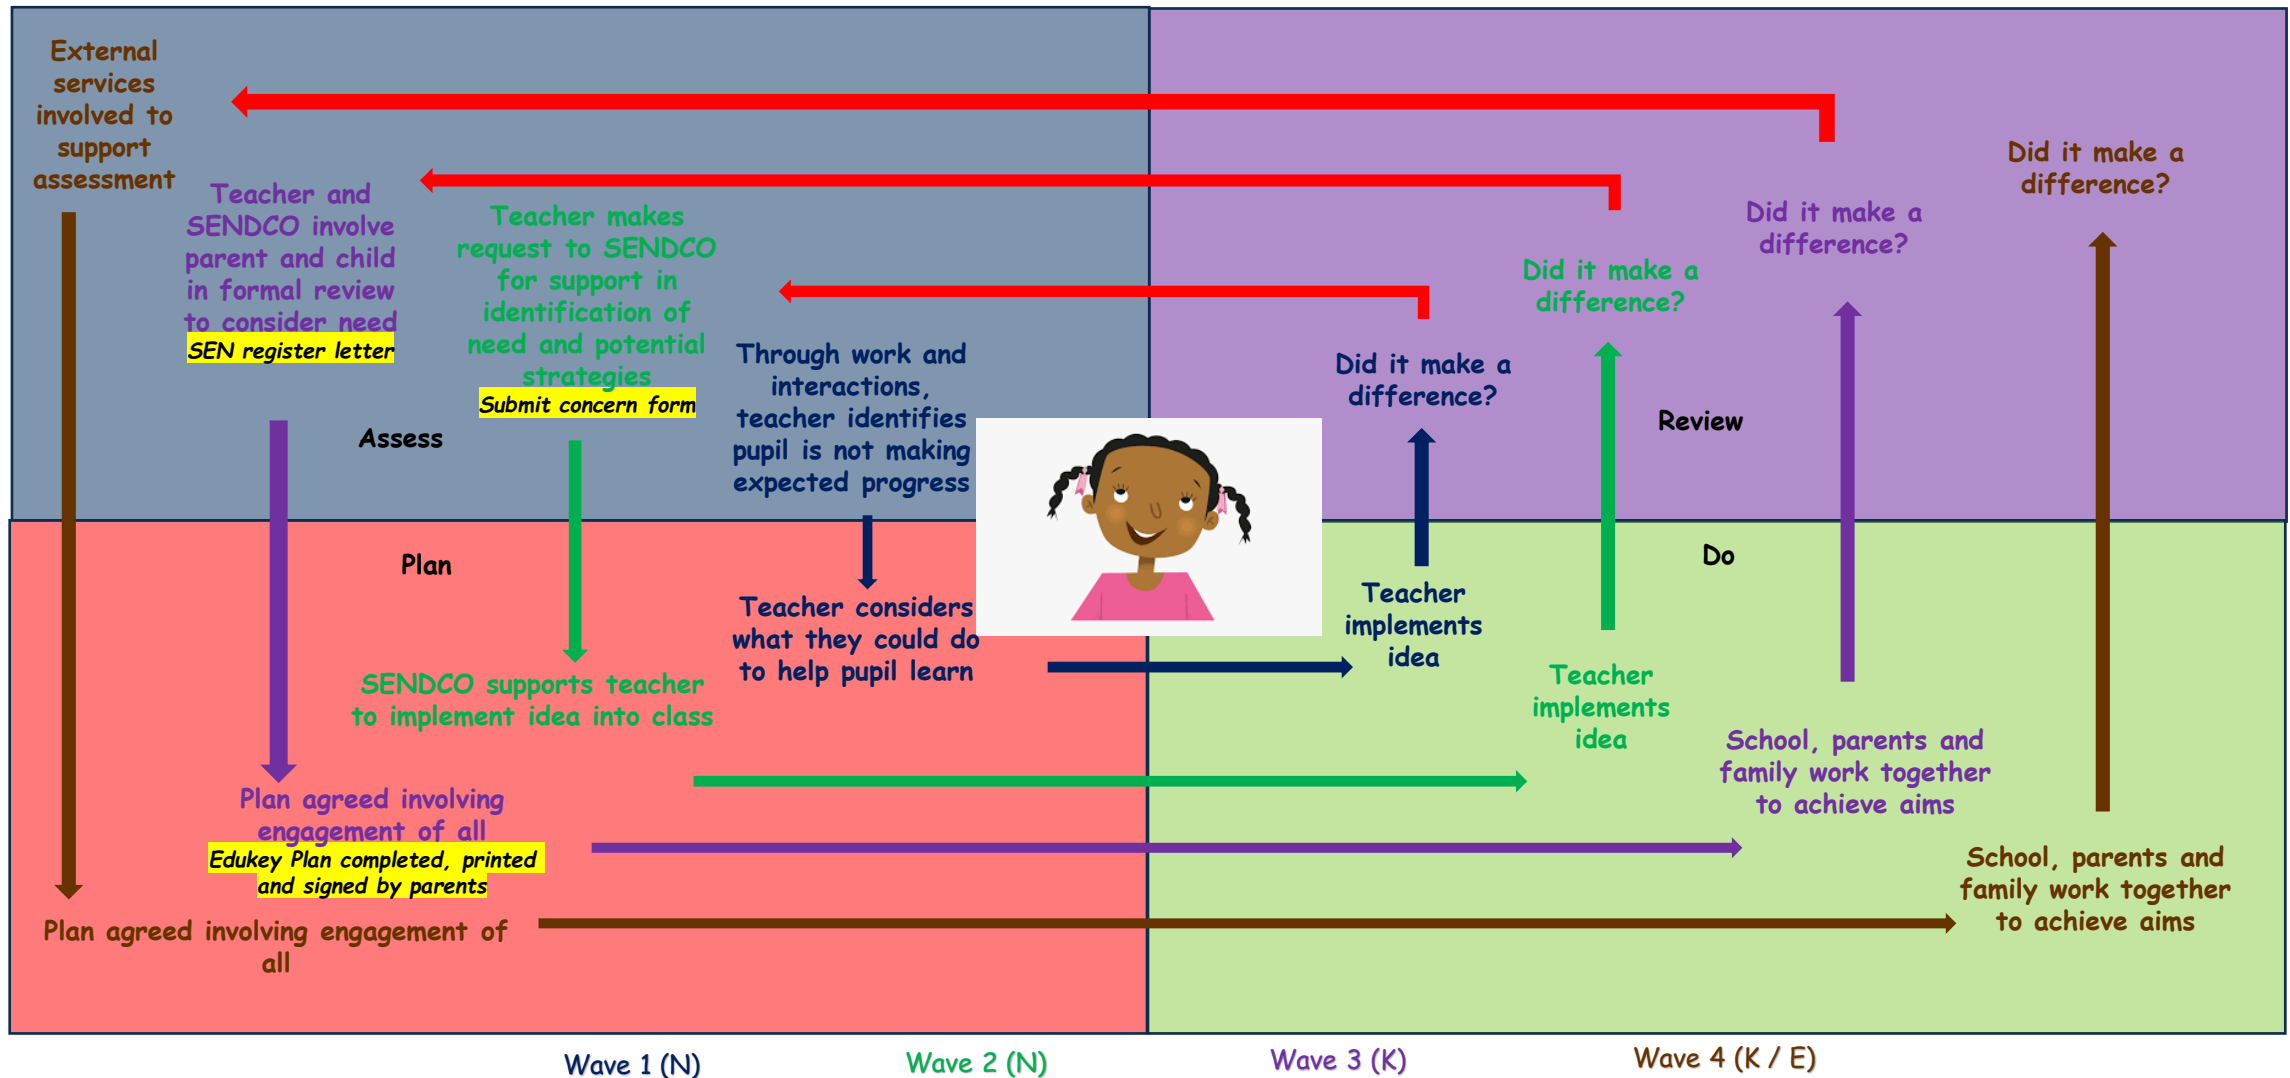 External
services
involved to
support
assessment
Teacher and
SENDCO involve
parent and child
in formal review
to consider need
SEN register letter
Teacher makes
request to SENDCO
for support in
identification of
need and potential
strategies
Submit concern form
Through work and
interactions,
teacher identifies
pupil is not making
expected progress
Assess
Did it make a
difference?
Did it make a
difference?
Did it make a
difference?
Did it make a
difference?
Review
Plan
Teacher considers
what they could do
to help pupil learn
SENDCO supports teacher
to implement idea into class
Plan agreed involving
engagement of all
Edukey Plan completed, printed
and signed by parents
Plan agreed involving engagement of
all
Do
Teacher
implements
idea
Teacher
implements
idea
School, parents and
family work together
to achieve aims
School, parents and
family work together
to achieve aims
Wave 1 (N)
Wave 2 (N)
Wave 3 (K)
Wave 4 (K / E)